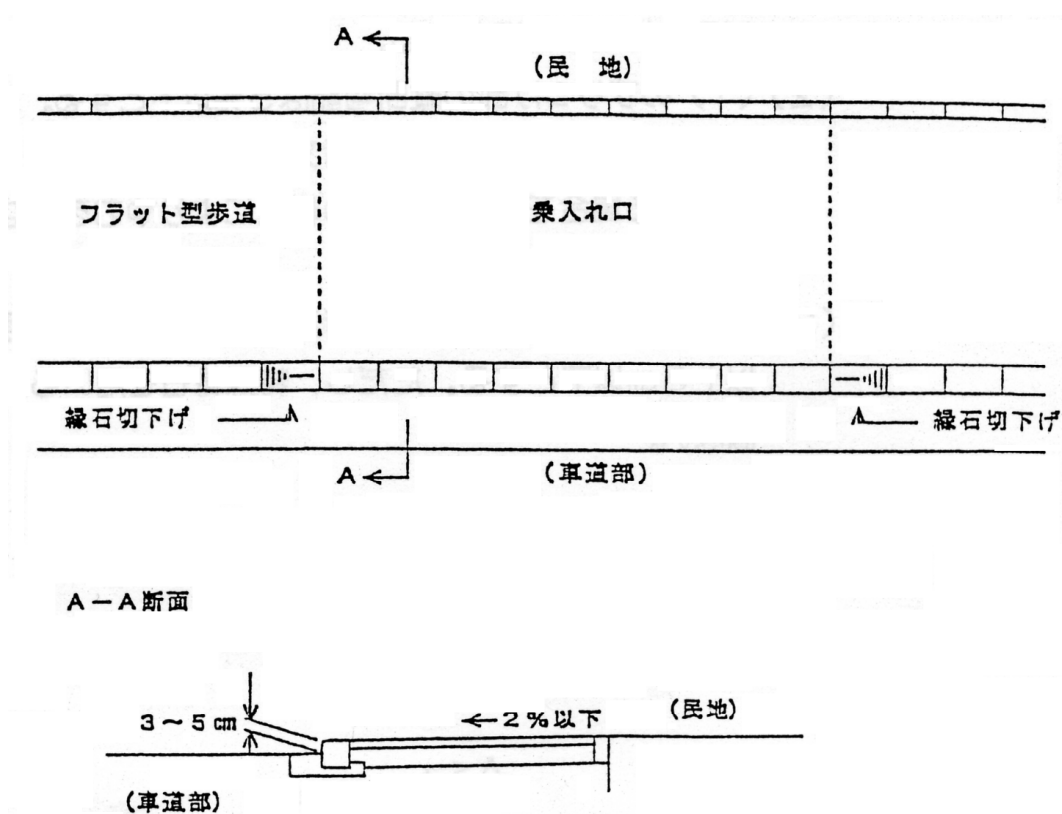 A
(民 地)
フラット型歩道
乗入れ口
縁石切下げ
縁石切下げ
A
(車道部)
A-A断面
3~5㎝
←2%以下
(民地)
(車道部)